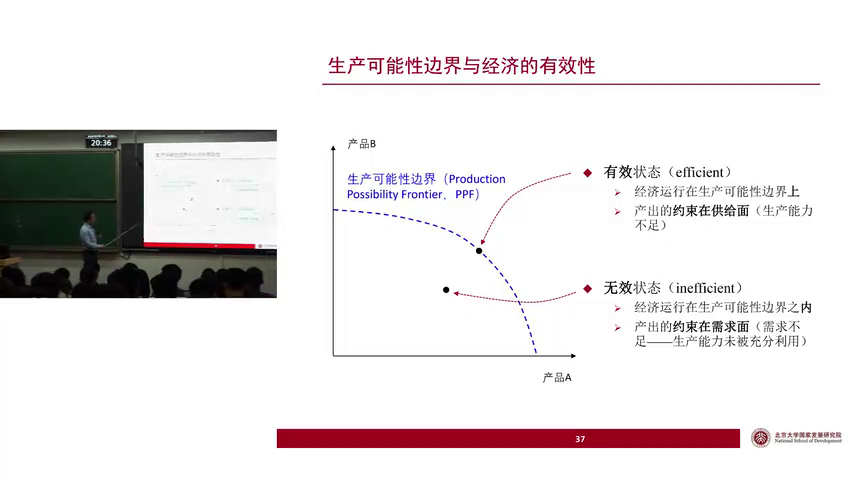 生产可能性边界与经济的有效性
20:36
产品B
生产可能性边界（Production
Possibility Frontier，PPF）
产品A
有效状态（efficient）
经济运行在生产可能性边界上
产出的约束在供给面（生产能力
不足）
无效状态（inefficient）
经济运行在生产可能性边界之内
产出的约束在需求面（需求不
足——生产能力未被充分利用）
37
北京大学国家发展研究院
National School of Development